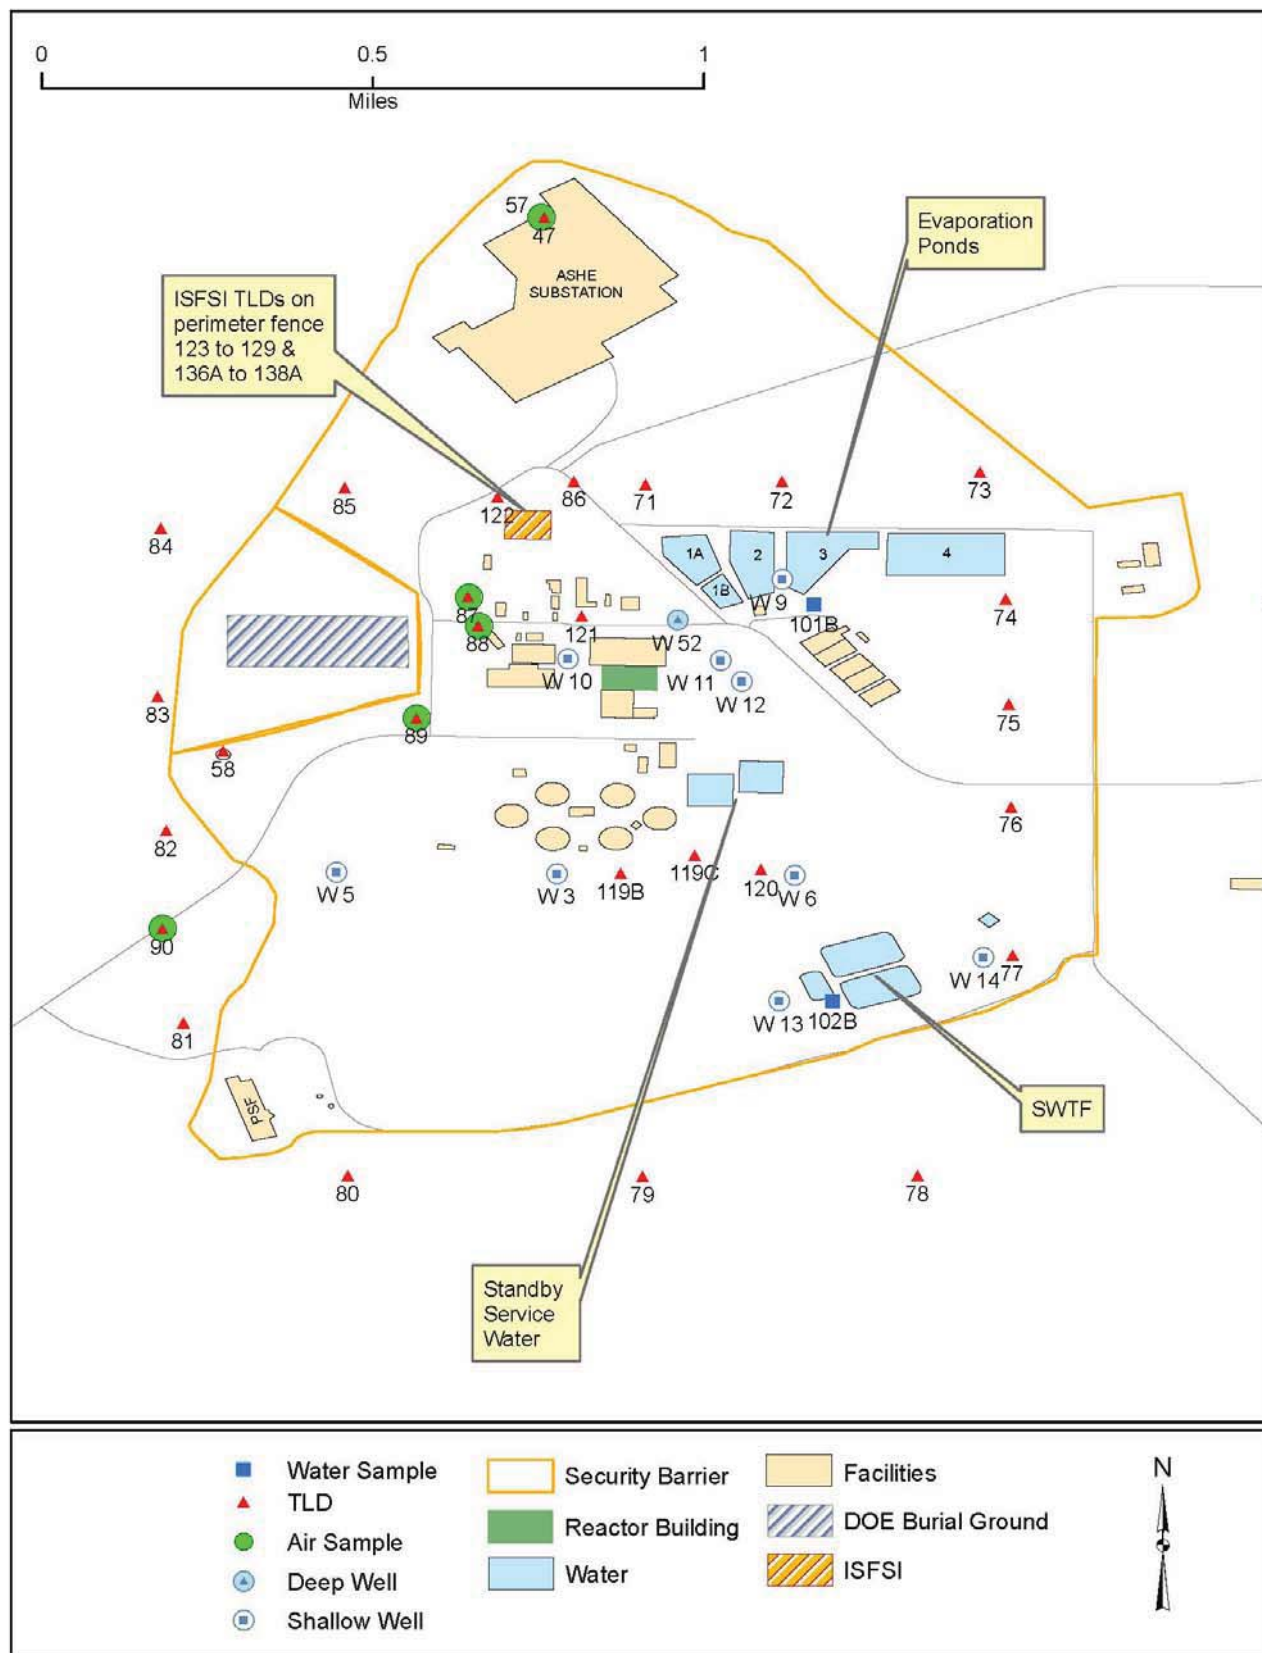 0 0.5 1
Miles
57
47
ASHE
SUBSTATION
Evaporation
Ponds
ISFSI TLDs on
perimeter fence
123 to 129 &
136A to 138A
85
122
86
71
72
73
84
1A
2
3
4
1B
W 9
87
88
121
W 52
101B
74
W 10
W 11
W 12
83
89
75
58
82
76
W 5
W 3
119B
119C
120
W 6
90
W 14
77
W 13
102B
81
PSF
SWTF
80
79
78
Standby
Service
Water
Water Sample
TLD
Air Sample
Deep Well
Shallow Well
Security Barrier
Reactor Building
Water
Facilities
DOE Burial Ground
ISFSI
N